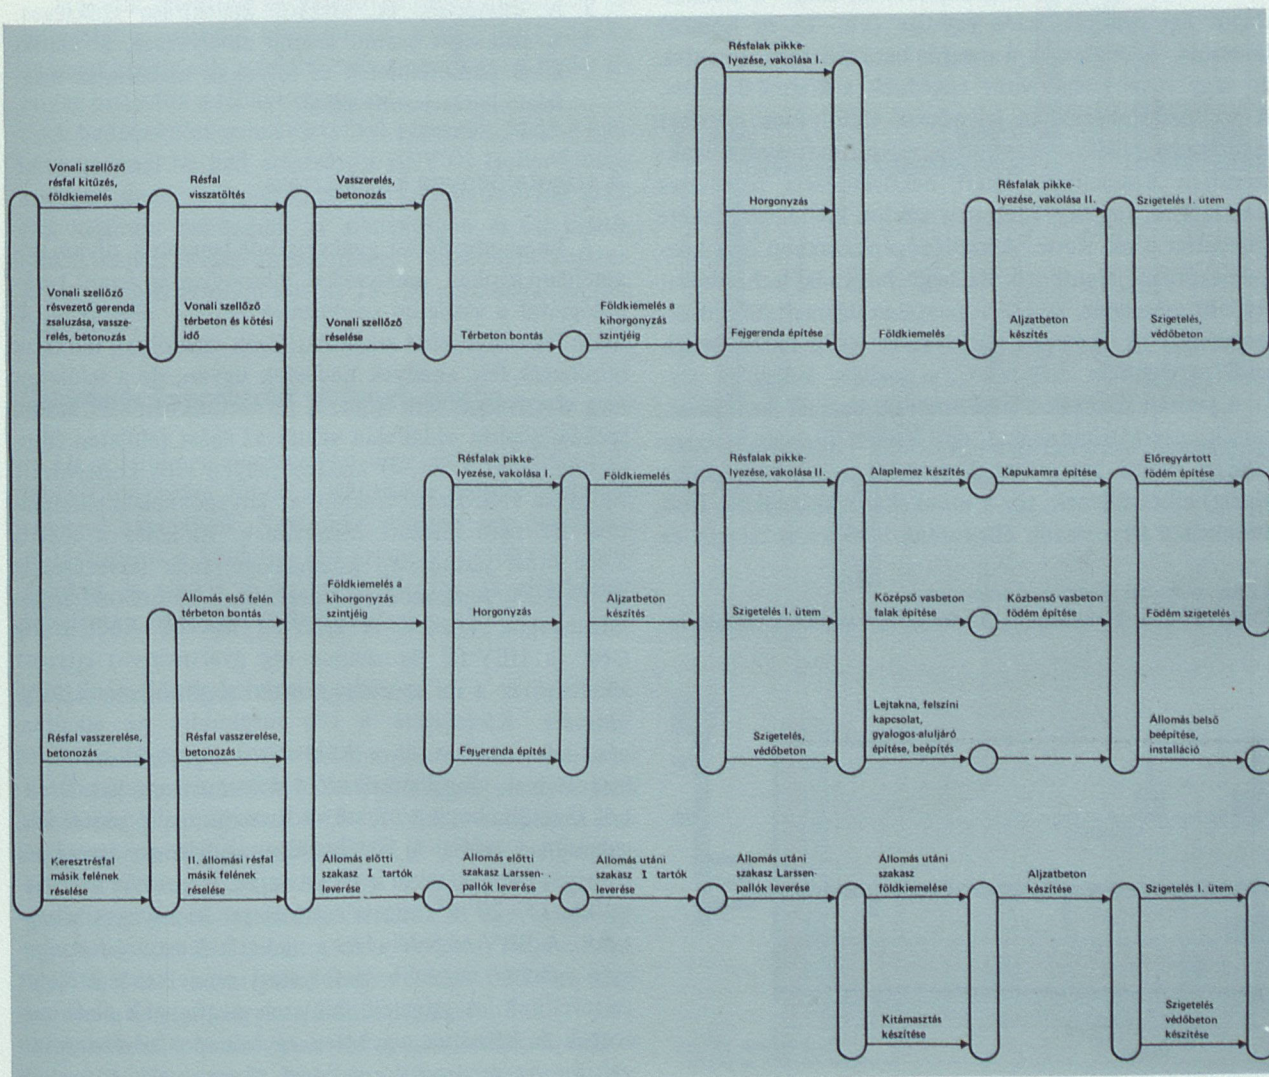 Résfalak pikke-
lyezése, vakolása I.
Horgonyzás
Fejgerenda építése
Vonali szellőző
résfal kitűzés,
földkiemelés
Résfal
visszatöltés
Vasszerelés,
betonozás
Résfalak pikke-
lyezése, vakolása II.
Szigetelés I. ütem
Vonali szellőző
résvezető gerenda
zsaluzása, vassze-
relés, betonozás
Vonali szellőző
térbeton és kötési
idő
Vonali szellőző
réselése
Térbeton bontás
Földkiemelés a
kihorgonyzás
szintjéig
Földkiemelés
Aljzatbeton
készítés
Szigetelés,
védőbeton
Résfalak pikke-
lyezése, vakolása I.
Földkiemelés
Résfalak pikke-
lyezése, vakolása II.
Alaplemez készítés
Kapukamra építése
Előregyártott
födém építése
Állomás első felén
térbeton bontás
Földkiemelés a
kihorgonyzás
szintjéig
Horgonyzás
Aljzatbeton
készítés
Szigetelés I. ütem
Középső vasbeton
falak építése
Közbenső vasbeton
födém építése
Födém szigetelés
Résfal vasszerelése,
betonozás
Résfal vasszerelése,
betonozás
Fejgerenda építés
Szigetelés,
védőbeton
Lejtakna, felszíni
kapcsolat,
gyalogos-aluljáró
építése, beépítés
Állomás belső
beépítése,
installáció
Keresztrésfal
másik felének
réselése
II. állomási résfal
másik felének
réselése
Állomás előtti
szakasz I tartók
leverése
Állomás előtti
szakasz Larssen-
pallók leverése
Állomás utáni
szakasz I tartók
leverése
Állomás utáni
szakasz Larssen-
pallók leverése
Állomás utáni
szakasz
földkiemelése
Aljzatbeton
készítése
Szigetelés I. ütem
Kitámasztás
készítése
Szigetelés
védőbeton
készítése